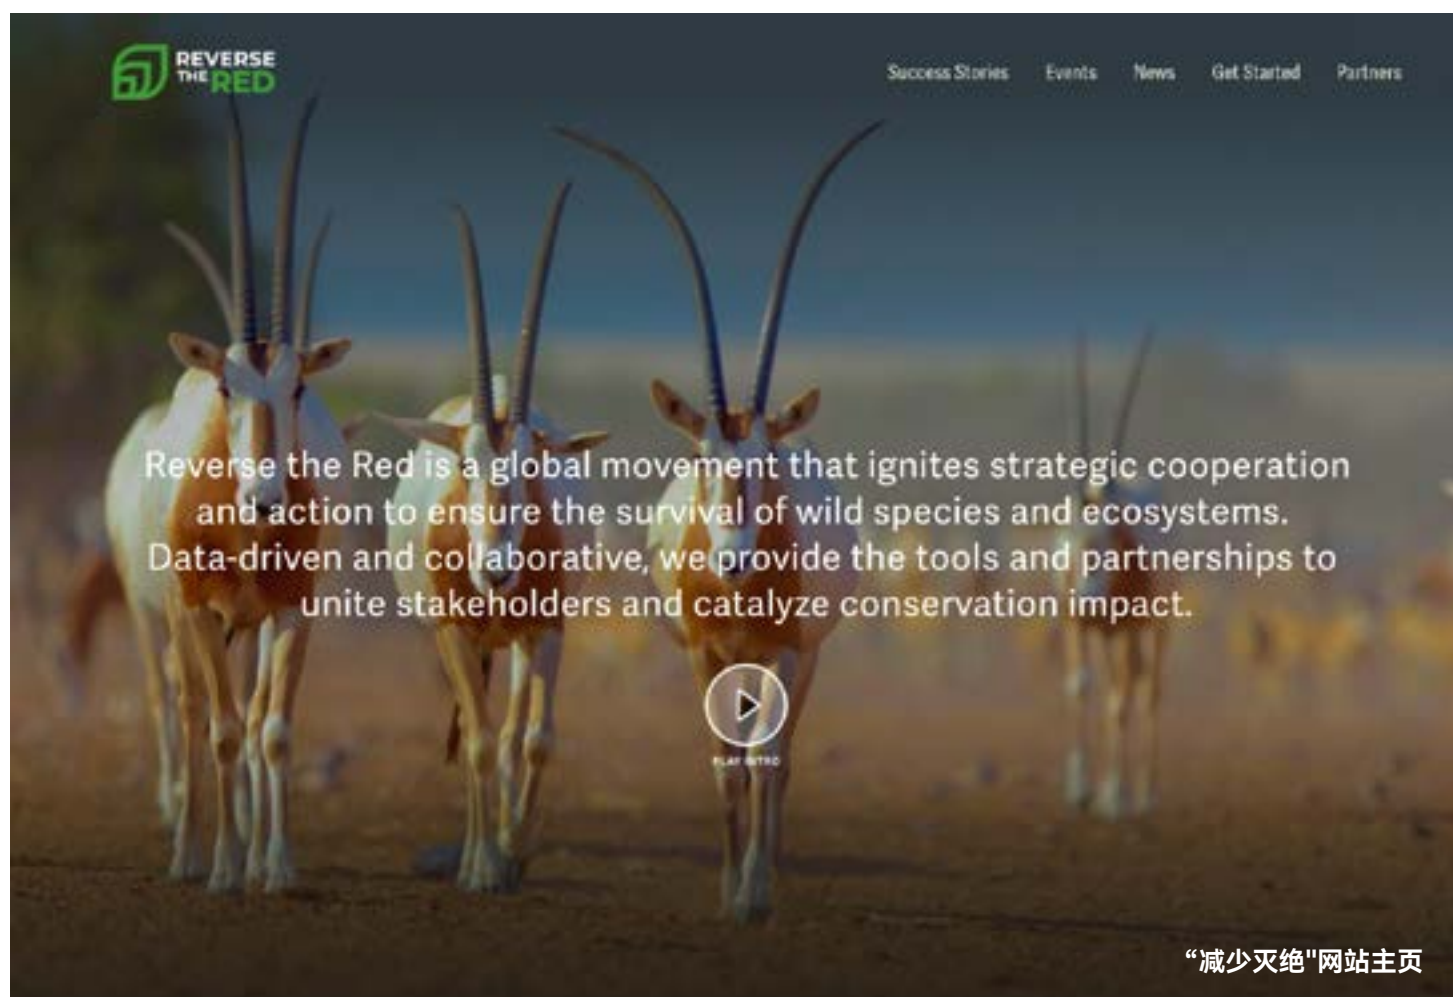 REVERSE
THE RED
Success Stories Events News Get Started Partners
Reverse the Red is a global movement that ignites strategic cooperation
and action to ensure the survival of wild species and ecosystems.
Data-driven and collaborative, we provide the tools and partnerships to
unite stakeholders and catalyze conservation impact.
PLAY INTRO
“减少灭绝"网站主页